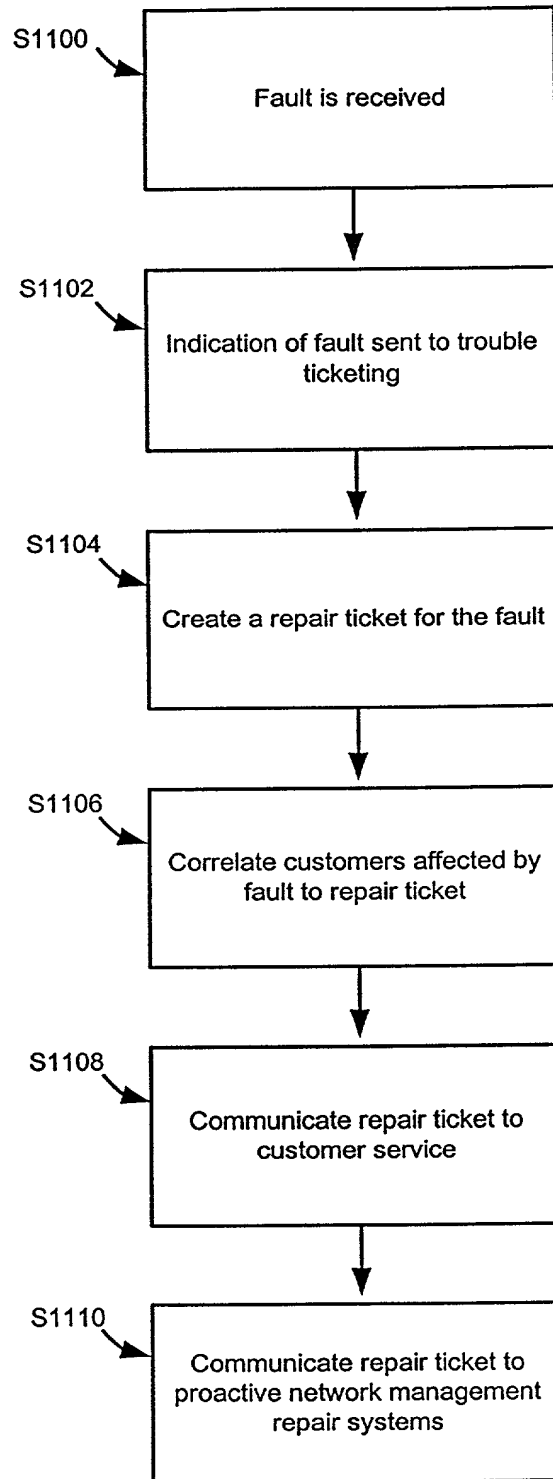 S1100
Fault is received
S1102
Indication of fault sent to trouble
ticketing
S1104
Create a repair ticket for the fault
S1106
Correlate customers affected by
fault to repair ticket
S1108
Communicate repair ticket to
customer service
S1110
Communicate repair ticket to
proactive network management
repair systems